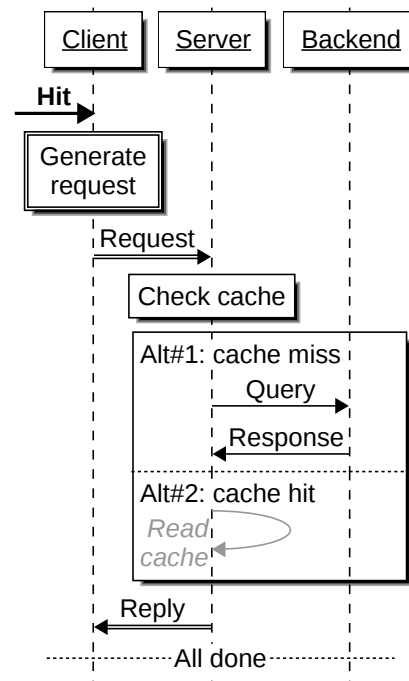 Client Server Backend
Hit
Generate
request
Request
Check cache
Alt#1: cache miss
Query
Response
Alt#2: cache hit
Read
cache
Reply
All done